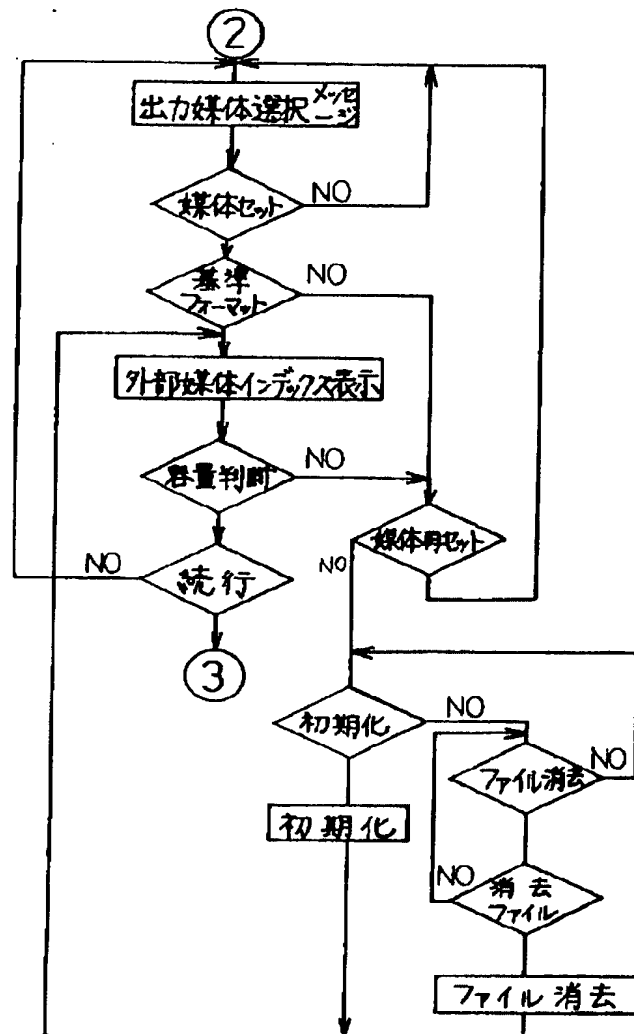 ②
出力媒体選択メッセージ
媒体セット
NO
基準
フォーマット
NO
外部媒体インデックス表示
容量判断
NO
媒体再セット
NO
続行
NO
③
初期化
NO
ファイル消去
NO
初期化
消去
ファイル
NO
ファイル消去